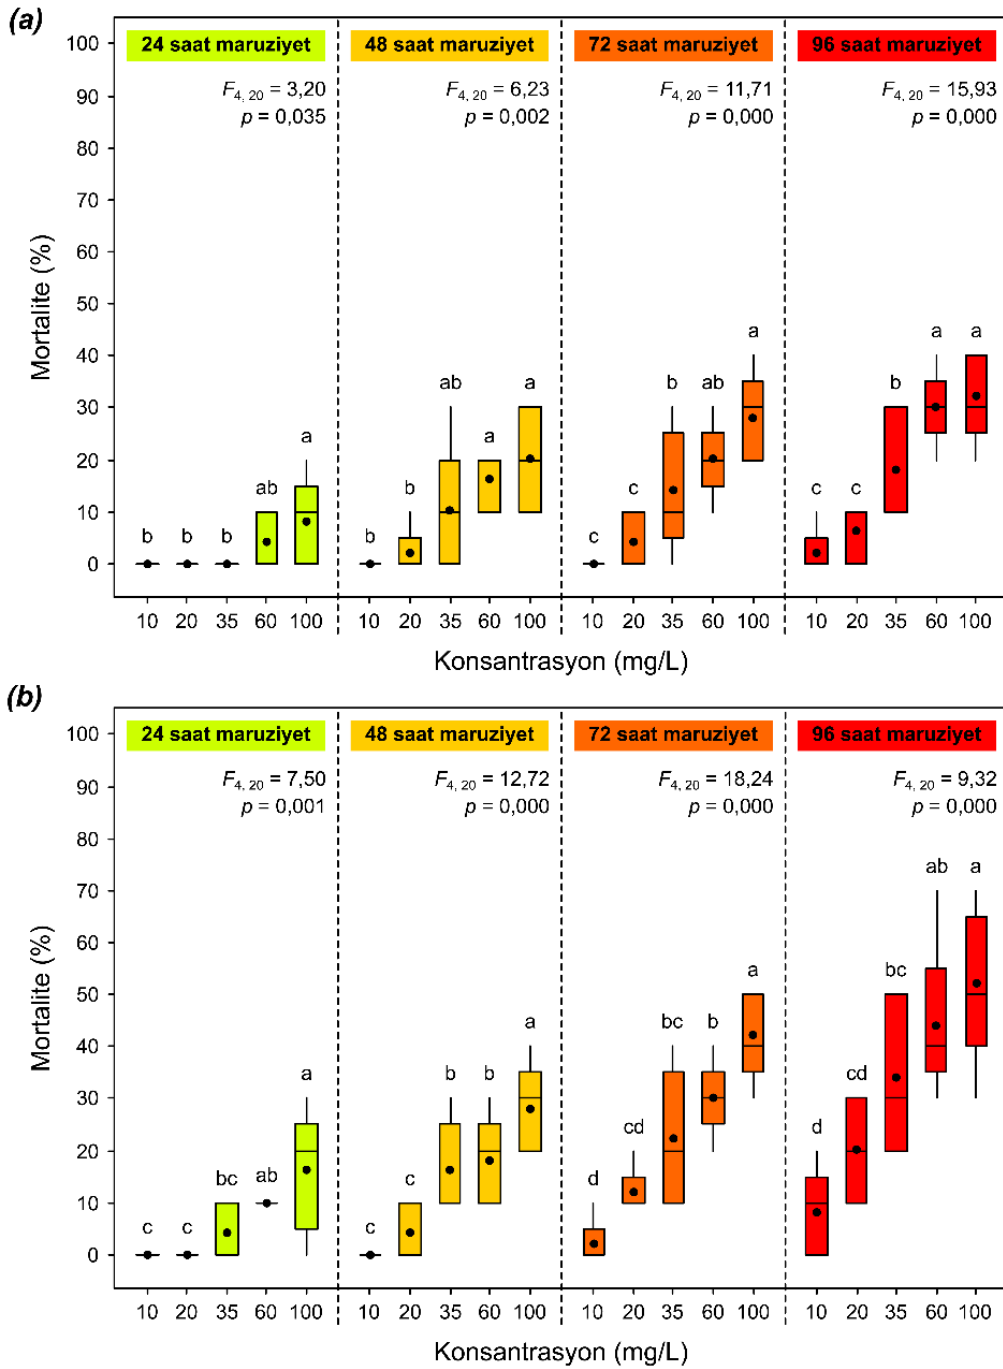 (a)
24 saat maruziyet 48 saat maruziyet 72 saat maruziyet 96 saat maruziyet
F4, 20 = 3,20 F4, 20 = 6,23 F4, 20 = 11,71 F4, 20 = 15,93
p = 0,035 p = 0,002 p = 0,000 p = 0,000
Mortalite (%)
100
90
80
70
60
50
40
30
20
10
0
b b b ab a b b ab a a c c b ab a c c b a a
10 20 35 60 100 10 20 35 60 100 10 20 35 60 100 10 20 35 60 100
Konsantrasyon (mg/L)
(b)
24 saat maruziyet 48 saat maruziyet 72 saat maruziyet 96 saat maruziyet
F4, 20 = 7,50 F4, 20 = 12,72 F4, 20 = 18,24 F4, 20 = 9,32
p = 0,001 p = 0,000 p = 0,000 p = 0,000
Mortalite (%)
100
90
80
70
60
50
40
30
20
10
0
c c bc ab a c c b b a d cd bc b a d cd bc ab a
10 20 35 60 100 10 20 35 60 100 10 20 35 60 100 10 20 35 60 100
Konsantrasyon (mg/L)